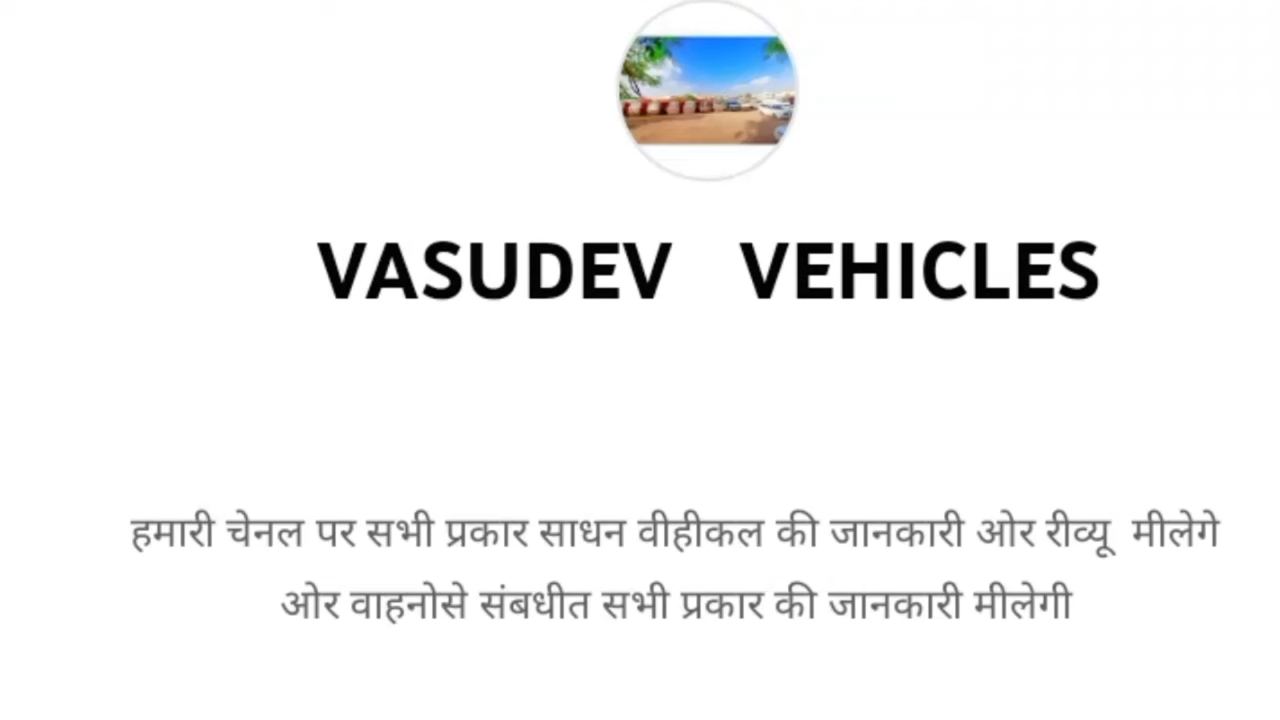 VASUDEV VEHICLES
हमारी चेनल पर सभी प्रकार साधन वीहीकल की जानकारी ओर रीव्यू मीलेगे
ओर वाहनोसे संबधीत सभी प्रकार की जानकारी मीलेगी